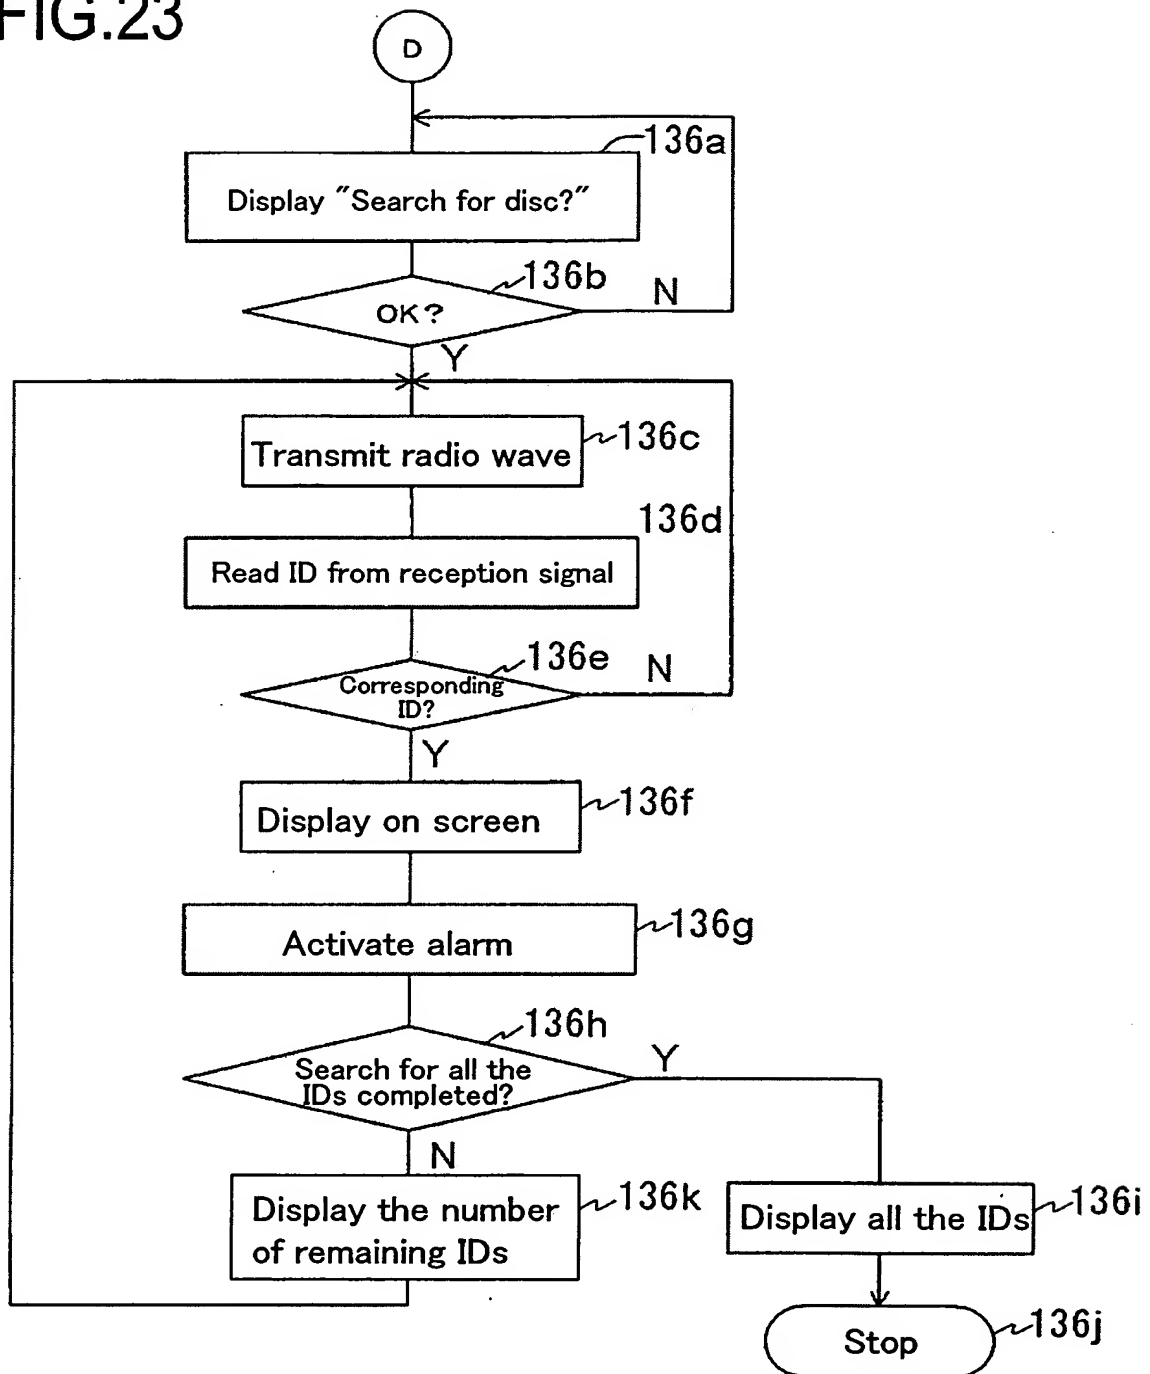 FIG.23
D
136a
Display "Search for disc?"
136b
OK?
N
Y
136c
Transmit radio wave
136d
Read ID from reception signal
136e
N
Corresponding
ID?
Y
136f
Display on screen
136g
Activate alarm
136h
Search for all the
IDs completed?
Y
N
136k
Display the number
of remaining IDs
136i
Display all the IDs
136j
Stop